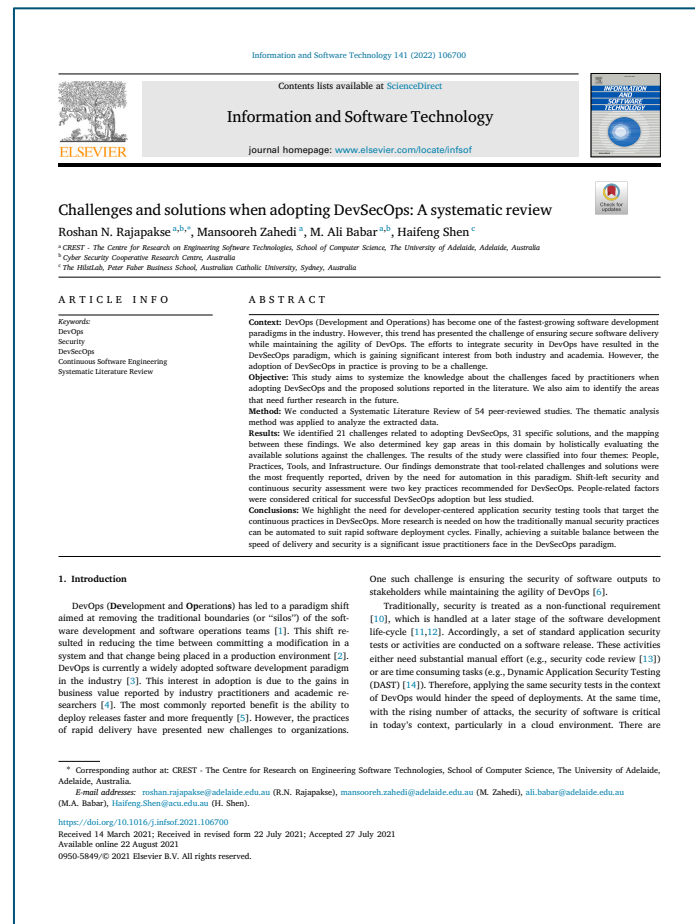 Information and Software Technology 141 (2022) 106700
Contents lists available at ScienceDirect
Information and Software Technology
journal homepage: www.elsevier.com/locate/infsof
ELSEVIER
INFORMATION
AND
SOFTWARE
TECHNOLOGY
Check for
updates
Challenges and solutions when adopting DevSecOps: A systematic review
Roshan N. Rajapakse a,b,*, Mansooreh Zahedi a, M. Ali Babar a,b, Haifeng Shen c
a CREST - The Centre for Research on Engineering Software Technologies, School of Computer Science, The University of Adelaide, Adelaide, Australia
b Cyber Security Cooperative Research Centre, Australia
c The HilstLab, Peter Faber Business School, Australian Catholic University, Sydney, Australia
ARTICLE INFO
Keywords:
DevOps
Security
DevSecOps
Continuous Software Engineering
Systematic Literature Review
ABSTRACT
Context: DevOps (Development and Operations) has become one of the fastest-growing software development
paradigms in the industry. However, this trend has presented the challenge of ensuring secure software delivery
while maintaining the agility of DevOps. The efforts to integrate security in DevOps have resulted in the
DevSecOps paradigm, which is gaining significant interest from both industry and academia. However, the
adoption of DevSecOps in practice is proving to be a challenge.
Objective: This study aims to systemize the knowledge about the challenges faced by practitioners when
adopting DevSecOps and the proposed solutions reported in the literature. We also aim to identify the areas
that need further research in the future.
Method: We conducted a Systematic Literature Review of 54 peer-reviewed studies. The thematic analysis
method was applied to analyze the extracted data.
Results: We identified 21 challenges related to adopting DevSecOps, 31 specific solutions, and the mapping
between these findings. We also determined key gap areas in this domain by holistically evaluating the
available solutions against the challenges. The results of the study were classified into four themes: People,
Practices, Tools, and Infrastructure. Our findings demonstrate that tool-related challenges and solutions were
the most frequently reported, driven by the need for automation in this paradigm. Shift-left security and
continuous security assessment were two key practices recommended for DevSecOps. People-related factors
were considered critical for successful DevSecOps adoption but less studied.
Conclusions: We highlight the need for developer-centered application security testing tools that target the
continuous practices in DevSecOps. More research is needed on how the traditionally manual security practices
can be automated to suit rapid software deployment cycles. Finally, achieving a suitable balance between the
speed of delivery and security is a significant issue practitioners face in the DevSecOps paradigm.
1. Introduction
DevOps (Development and Operations) has led to a paradigm shift
aimed at removing the traditional boundaries (or “silos”) of the soft-
ware development and software operations teams [1]. This shift re-
sulted in reducing the time between committing a modification in a
system and that change being placed in a production environment [2].
DevOps is currently a widely adopted software development paradigm
in the industry [3]. This interest in adoption is due to the gains in
business value reported by industry practitioners and academic re-
searchers [4]. The most commonly reported benefit is the ability to
deploy releases faster and more frequently [5]. However, the practices
of rapid delivery have presented new challenges to organizations.
One such challenge is ensuring the security of software outputs to
stakeholders while maintaining the agility of DevOps [6].
Traditionally, security is treated as a non-functional requirement
[10], which is handled at a later stage of the software development
life-cycle [11,12]. Accordingly, a set of standard application security
tests or activities are conducted on a software release. These activities
either need substantial manual effort (e.g., security code review [13])
or are time consuming tasks (e.g., Dynamic Application Security Testing
(DAST) [14]). Therefore, applying the same security tests in the context
of DevOps would hinder the speed of deployments. At the same time,
with the rising number of attacks, the security of software is critical
in today’s context, particularly in a cloud environment. There are
* Corresponding author at: CREST - The Centre for Research on Engineering Software Technologies, School of Computer Science, The University of Adelaide,
Adelaide, Australia.
E-mail addresses: roshan.rajapakse@adelaide.edu.au (R.N. Rajapakse), mansooreh.zahedi@adelaide.edu.au (M. Zahedi), ali.babar@adelaide.edu.au
(M.A. Babar), Haifeng.Shen@acu.edu.au (H. Shen).
https://doi.org/10.1016/j.infsof.2021.106700
Received 14 March 2021; Received in revised form 22 July 2021; Accepted 27 July 2021
Available online 22 August 2021
0950-5849/© 2021 Elsevier B.V. All rights reserved.